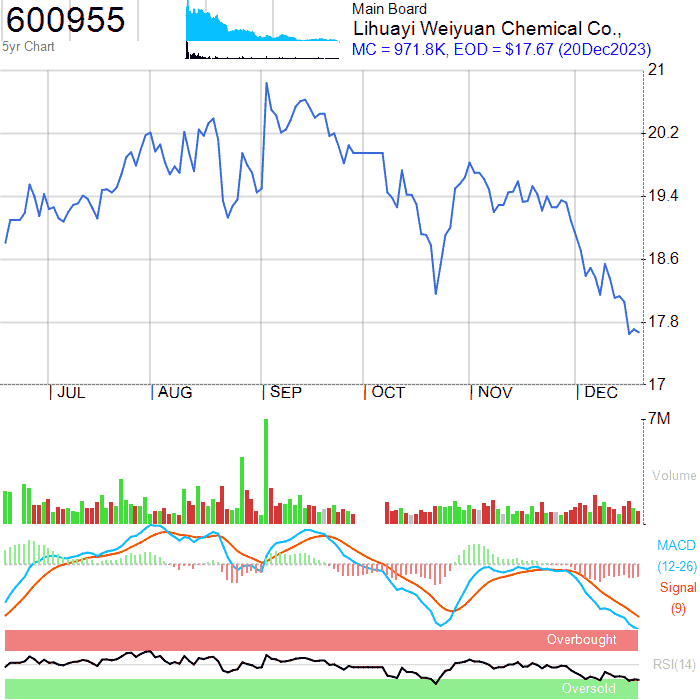 600955
5yr Chart
Main Board
Lihuayi Weiyuan Chemical Co.,
MC = 971.8K, EOD = $17.67 (20Dec2023)
21
20.2
19.4
18.6
17.8
17
JUL
AUG
SEP
OCT
NOV
DEC
7M
Volume
MACD
(12-26)
Signal
(9)
Overbought
RSI(14)
Oversold